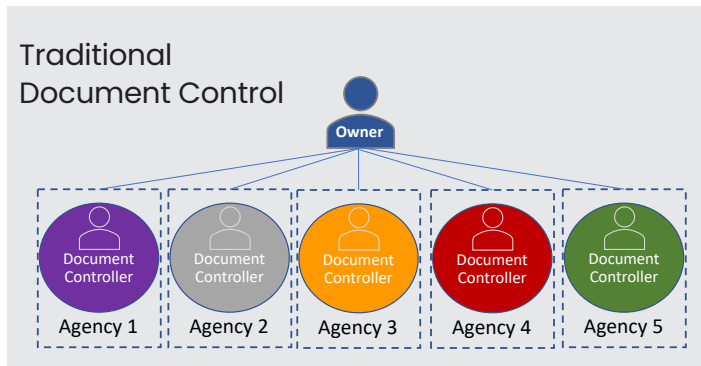 Traditional
Document Control
Owner
Document
Controller
Document
Controller
Document
Controller
Document
Controller
Document
Controller
Agency 1
Agency 2
Agency 3
Agency 4
Agency 5